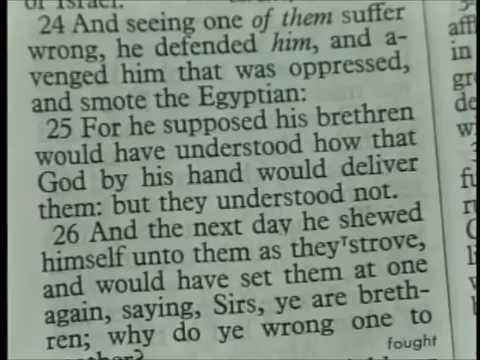 of Israel.
24 And seeing one of them suffer
wrong, he defended him, and a-
venged him that was oppressed,
and smote the Egyptian:
25 For he supposed his brethren
would have understood how that
God by his hand would deliver
them: but they understood not.
26 And the next day he shewed
himself unto them as they ᵀstrove,
and would have set them at one
again, saying, Sirs, ye are breth-
ren; why do ye wrong one to
fought